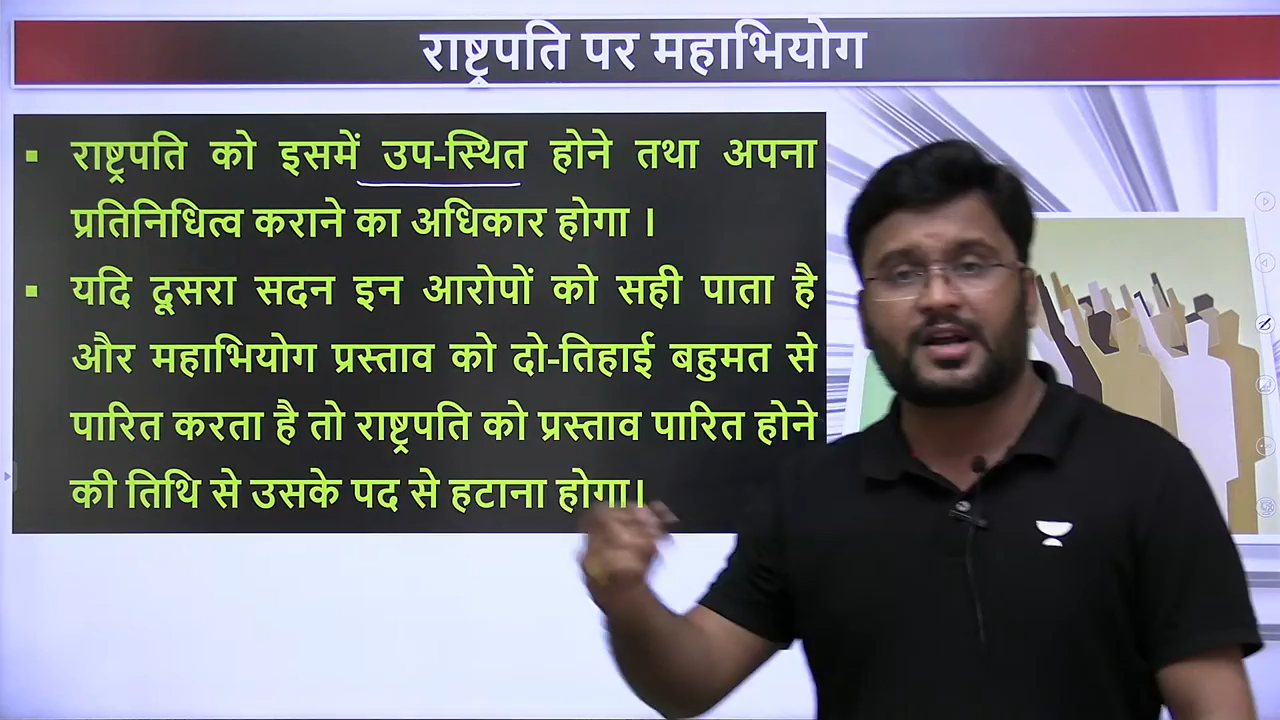 राष्ट्रपति पर महाभियोग
▪ राष्ट्रपति को इसमें उप-स्थित होने तथा अपना
प्रतिनिधित्व कराने का अधिकार होगा ।
▪ यदि दूसरा सदन इन आरोपों को सही पाता है
और महाभियोग प्रस्ताव को दो-तिहाई बहुमत से
पारित करता है तो राष्ट्रपति को प्रस्ताव पारित होने
की तिथि से उसके पद से हटाना होगा।